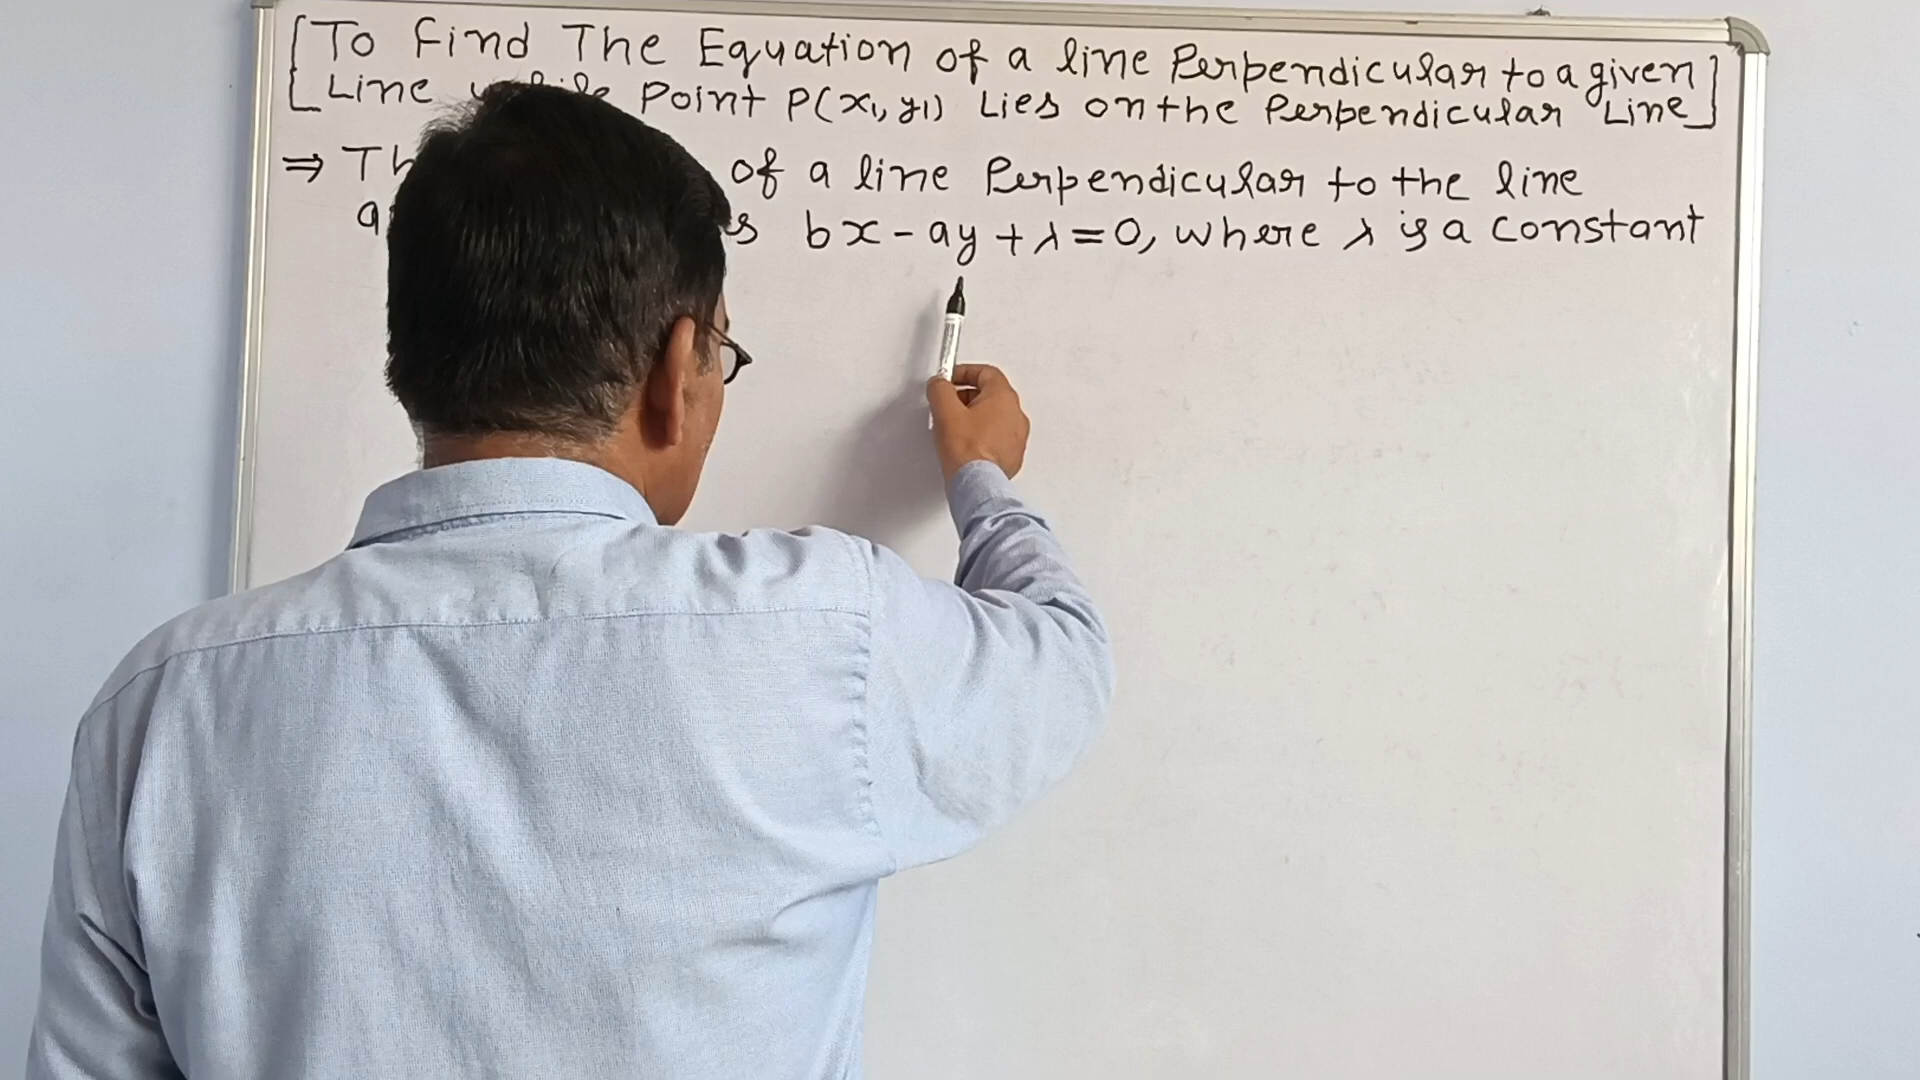 [To Find The Equation of a line Perpendicular to a given
Line while Point P(x₁, y₁) Lies on the Perpendicular Line]
⇒ Th of a line Perpendicular to the line
a bx - ay + λ = 0, where λ is a constant